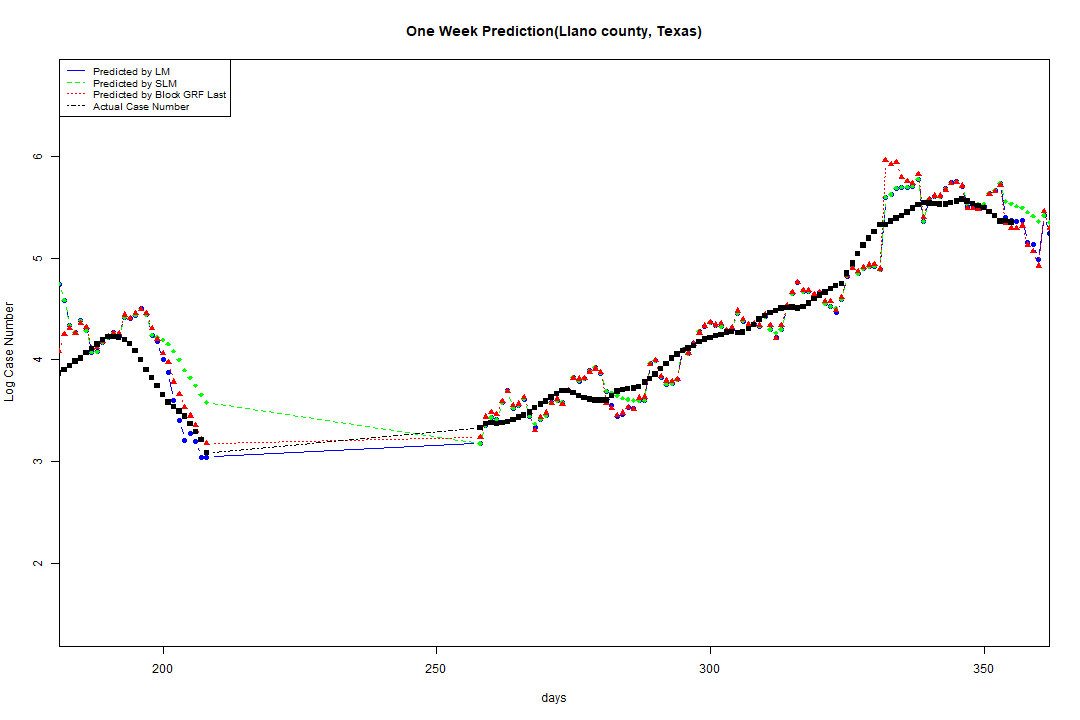 One Week Prediction(Llano county, Texas)
Predicted by LM
Predicted by SLM
Predicted by Block GRF Last
Actual Case Number
6
5
4
3
2
Log Case Number
200 250 300 350
days